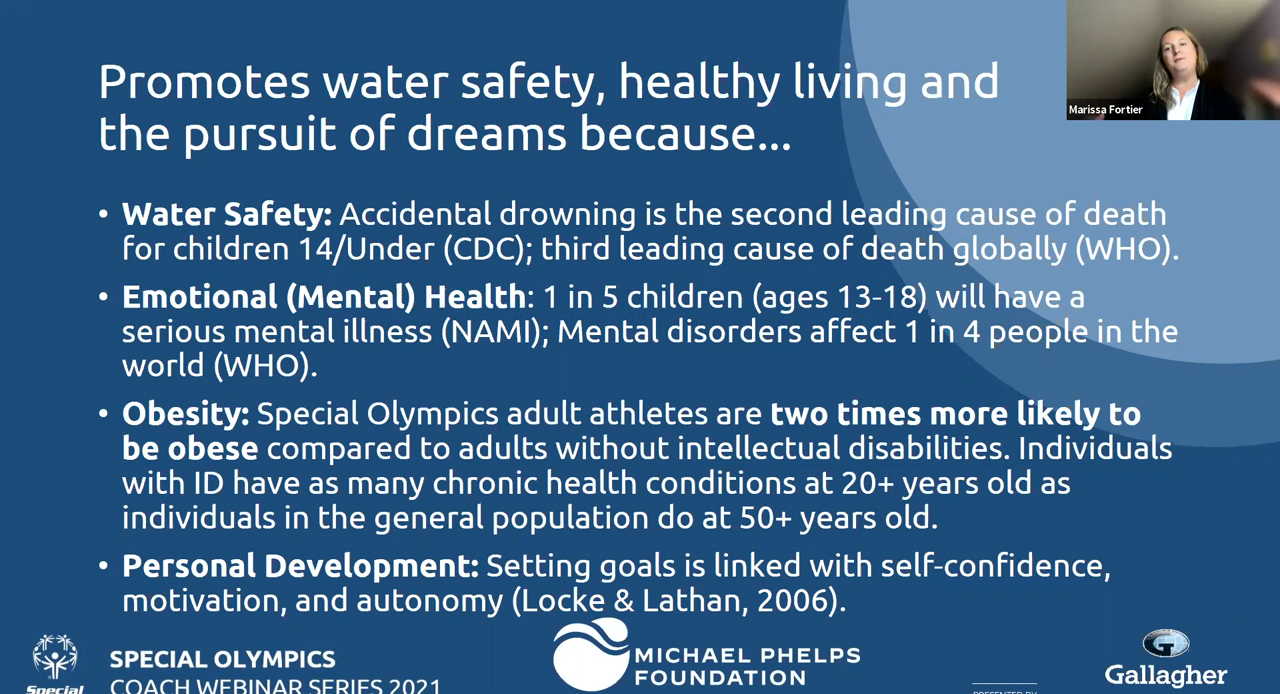 Promotes water safety, healthy living and
the pursuit of dreams because...
Marissa Fortier
• Water Safety: Accidental drowning is the second leading cause of death
for children 14/Under (CDC); third leading cause of death globally (WHO).
• Emotional (Mental) Health: 1 in 5 children (ages 13-18) will have a
serious mental illness (NAMI); Mental disorders affect 1 in 4 people in the
world (WHO).
• Obesity: Special Olympics adult athletes are two times more likely to
be obese compared to adults without intellectual disabilities. Individuals
with ID have as many chronic health conditions at 20+ years old as
individuals in the general population do at 50+ years old.
• Personal Development: Setting goals is linked with self-confidence,
motivation, and autonomy (Locke & Lathan, 2006).
Special
SPECIAL OLYMPICS
COACH WEBINAR SERIES 2021
MICHAEL PHELPS
FOUNDATION
PRESENTED BY
Gallagher